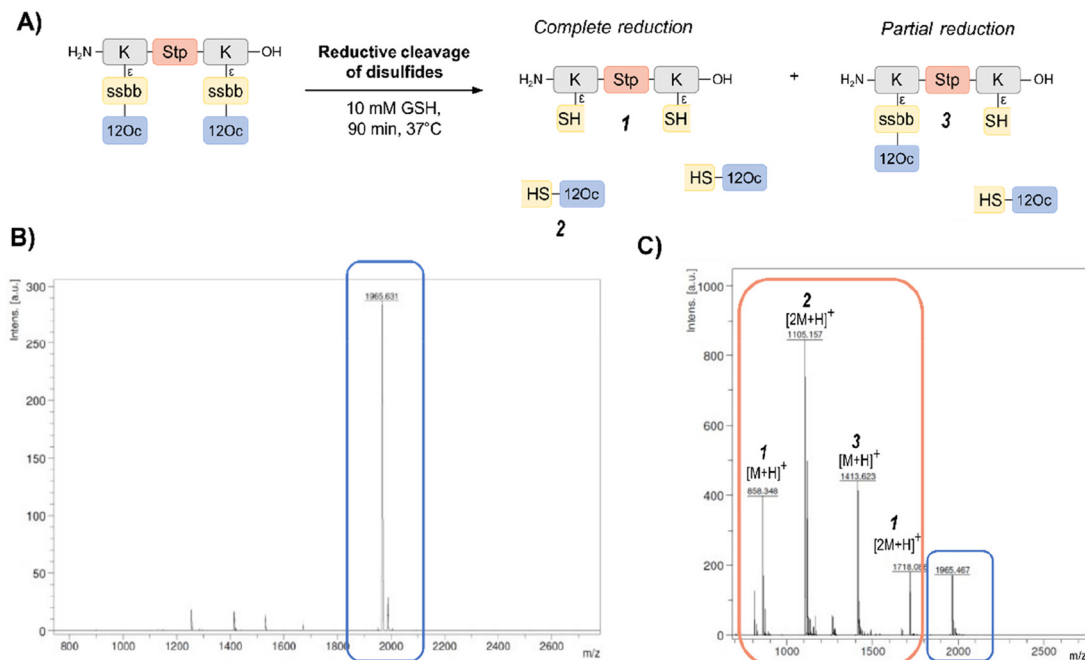 A)
H₂N K Stp K OH
ε ε
ssbb ssbb
12Oc 12Oc
Reductive cleavage
of disulfides
10 mM GSH,
90 min, 37°C
Complete reduction
H₂N K Stp K OH
ε ε
SH 1 SH
HS 12Oc
HS 12Oc
2
+
Partial reduction
H₂N K Stp K OH
ε ε
ssbb 3 SH
12Oc
HS 12Oc
B)
Intens. [a.u.]
300
250
200
150
100
50
0
1965.631
800 1000 1200 1400 1600 1800 2000 2200 2400 2600
m/z
C)
Intens. [a.u.]
1000
800
600
400
200
0
2
[2M+H]⁺
1105.157
1
[M+H]⁺
858.348
3
[M+H]⁺
1413.623
1
[2M+H]⁺
1965.467
1000 1500 2000 2500
m/z